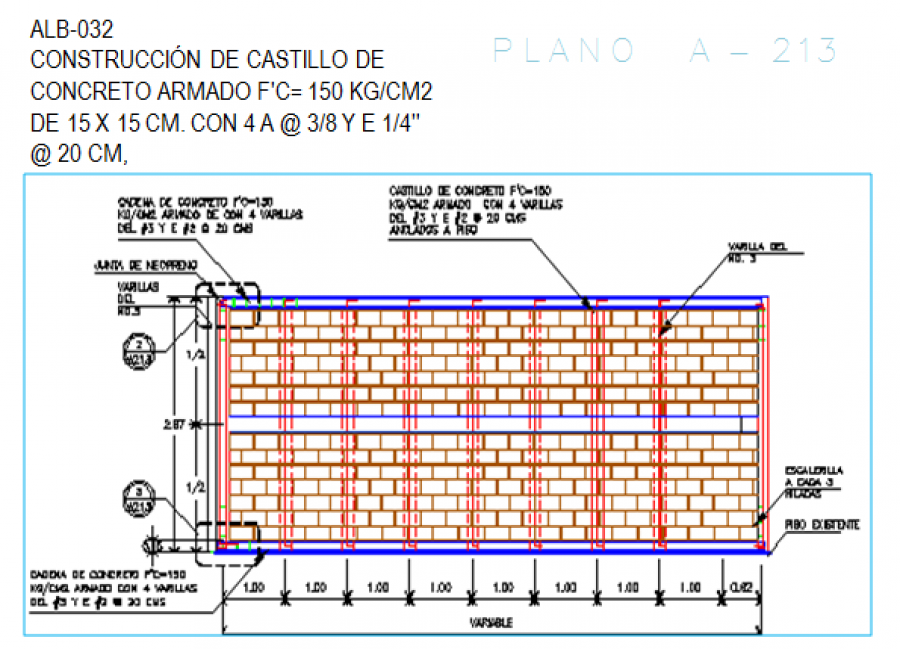 ALB-032
CONSTRUCCIÓN DE CASTILLO DE
CONCRETO ARMADO F'C= 150 KG/CM2
DE 15 X 15 CM. CON 4 A @ 3/8 Y E 1/4"
@ 20 CM,
PLANO A-213
CADENA DE CONCRETO F'C=150
KG/CM2 ARMADO DE CON 4 VARILLAS
DEL #3 Y E #2 @ 20 CMS
CASTILLO DE CONCRETO F'C=150
KG/CM2 ARMADO CON 4 VARILLAS
DEL #3 Y E #2 @ 20 CMS
ANCLADOS A PISO
VARILLA DEL
NO. 3
JUNTA DE NEOPRENO
VARILLAS
DEL
NO.3
2
A213
1/2
2.97
1/2
3
A213
ESCALERILLA
A CADA 3
HILADAS
PISO EXISTENTE
CADENA DE CONCRETO F'C=150
KG/CM2 ARMADO CON 4 VARILLAS
DEL #3 Y E #2 @ 20 CMS
1.00 1.00 1.00 1.00 1.00 1.00 1.00 1.00 0.62
VARIABLE